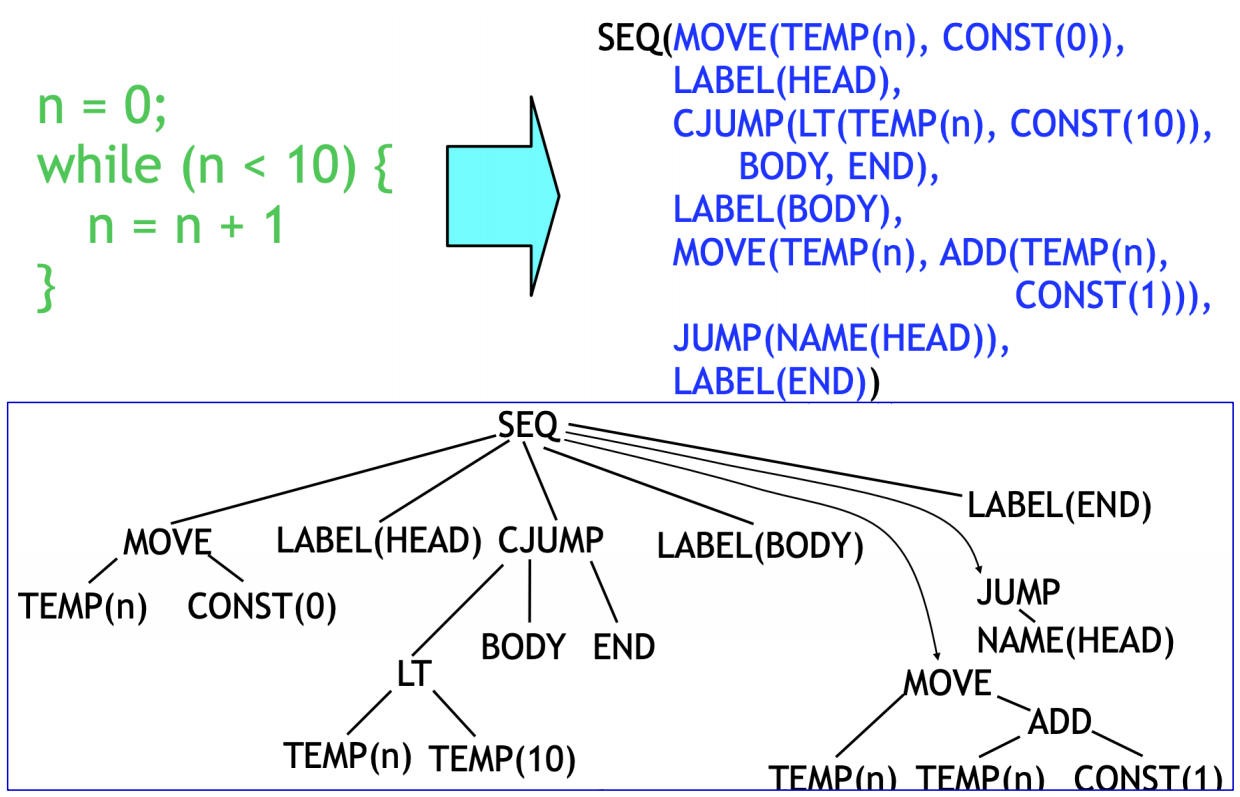 n = 0;
while (n < 10) {
n = n + 1
}
SEQ(MOVE(TEMP(n), CONST(0)),
LABEL(HEAD),
CJUMP(LT(TEMP(n), CONST(10)),
BODY, END),
LABEL(BODY),
MOVE(TEMP(n), ADD(TEMP(n),
CONST(1))),
JUMP(NAME(HEAD)),
LABEL(END))
SEQ
LABEL(END)
MOVE LABEL(HEAD) CJUMP LABEL(BODY)
JUMP
TEMP(n) CONST(0)
BODY END NAME(HEAD)
LT MOVE
ADD
TEMP(n) TEMP(10)
TEMP(n) TEMP(n) CONST(1)